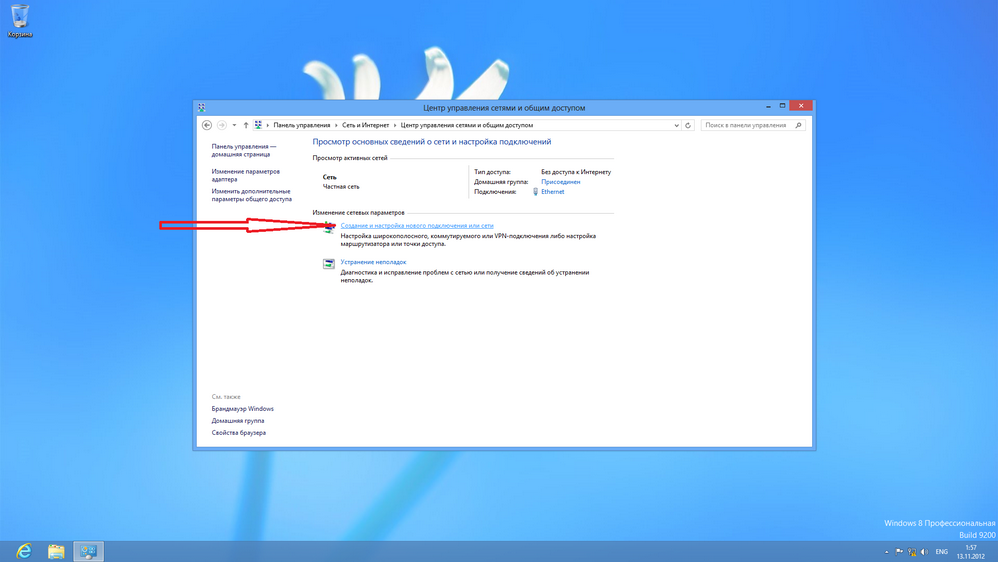 Корзина
Центр управления сетями и общим доступом
Панель управления › Сеть и Интернет › Центр управления сетями и общим доступом
Поиск в панели управления
Панель управления —
домашняя страница
Изменение параметров
адаптера
Изменить дополнительные
параметры общего доступа
Просмотр основных сведений о сети и настройка подключений
Просмотр активных сетей
Сеть
Частная сеть
Тип доступа: Без доступа к Интернету
Домашняя группа: Присоединен
Подключения: Ethernet
Изменение сетевых параметров
Создание и настройка нового подключения или сети
Настройка широкополосного, коммутируемого или VPN-подключения либо настройка
маршрутизатора или точки доступа.
Устранение неполадок
Диагностика и исправление проблем с сетью или получение сведений об устранении
неполадок.
См. также
Брандмауэр Windows
Домашняя группа
Свойства браузера
Windows 8 Профессиональная
Build 9200
ENG
1:57
13.11.2012